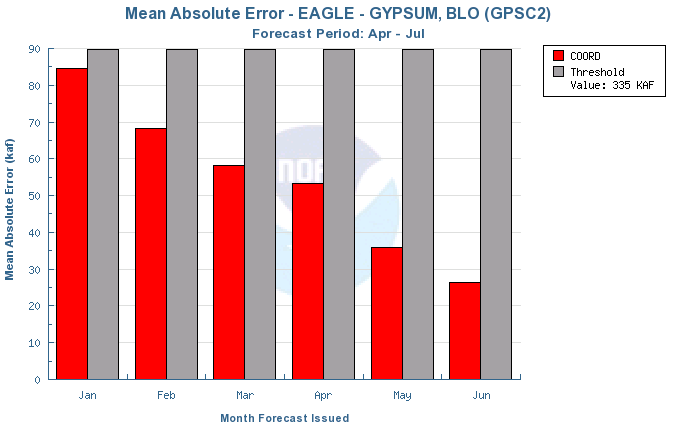 Mean Absolute Error - EAGLE - GYPSUM, BLO (GPSC2)
Forecast Period: Apr - Jul
COORD
Threshold
Value: 335 KAF
Mean Absolute Error (kaf)
90
80
70
60
50
40
30
20
10
0
noaa
Jan Feb Mar Apr May Jun
Month Forecast Issued